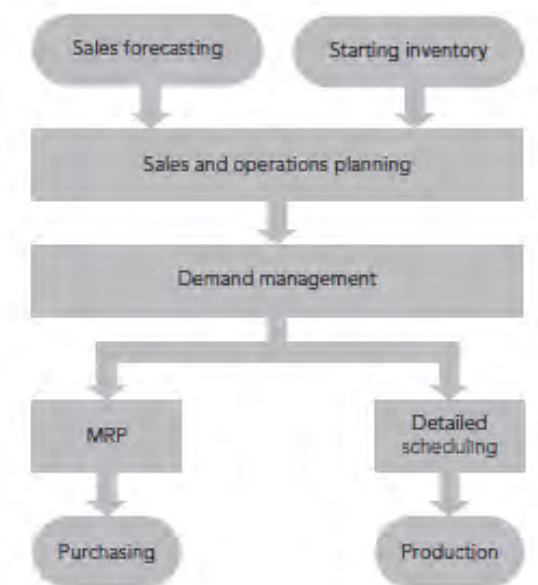 Sales forecasting
Starting inventory
Sales and operations planning
Demand management
MRP
Detailed
scheduling
Purchasing
Production